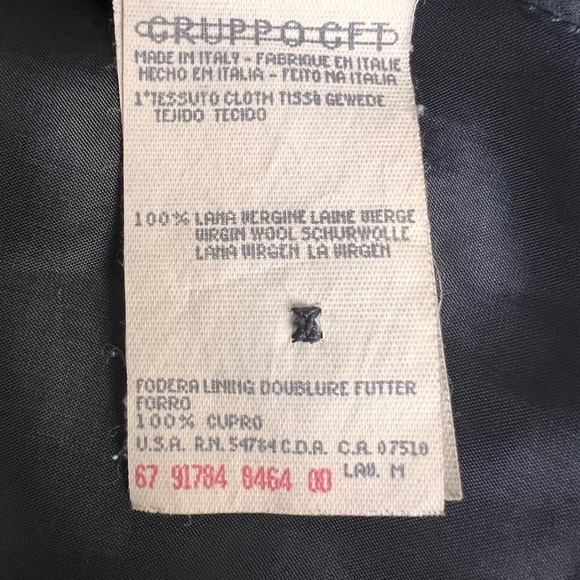 GRUPPO GFT
MADE IN ITALY - FABRIQUE EN ITALIE
HECHO EN ITALIA - FEITO NA ITALIA
1°TESSUTO CLOTH TISSÙ GEWEDE
TEJIDO TECIDO
100% LANA VERGINE LAINE VIERGE
VIRGIN WOOL SCHURWOLLE
LANA VIRGEN LA VIRGEN
FODERA LINING DOUBLURE FUTTER
FORRO
100% CUPRO
U.S.A. R.N. 54784 C.D.A. C.A. 07510
67 91784 8464 00 LAV. M